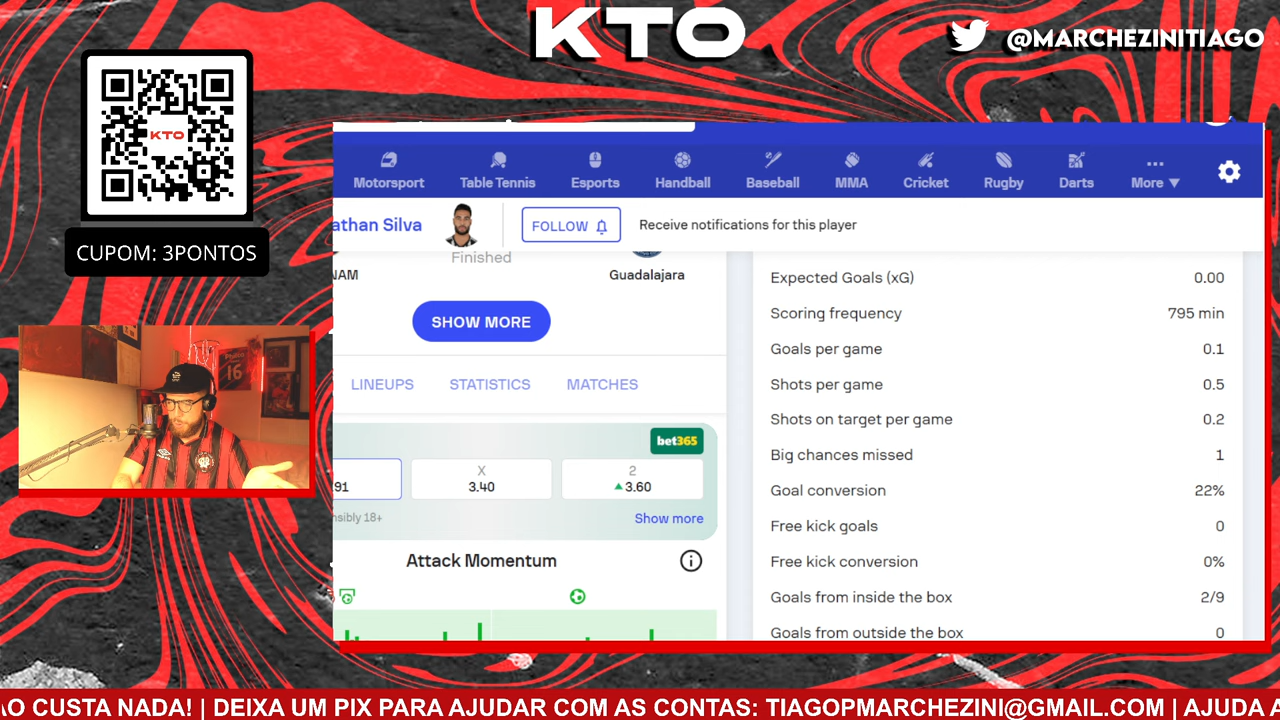 KTO
@MARCHEZINITIAGO
KTO
CUPOM: 3PONTOS
Motorsport
Table Tennis
Esports
Handball
Baseball
MMA
Cricket
Rugby
Darts
More ▼
athan Silva
FOLLOW
Receive notifications for this player
Finished
NAM
Guadalajara
SHOW MORE
LINEUPS
STATISTICS
MATCHES
bet365
91
X
3.40
2
3.60
nsibly 18+
Show more
Attack Momentum
Expected Goals (xG) 0.00
Scoring frequency 795 min
Goals per game 0.1
Shots per game 0.5
Shots on target per game 0.2
Big chances missed 1
Goal conversion 22%
Free kick goals 0
Free kick conversion 0%
Goals from inside the box 2/9
Goals from outside the box 0
16
ÃO CUSTA NADA! | DEIXA UM PIX PARA AJUDAR COM AS CONTAS: TIAGOPMARCHEZINI@GMAIL.COM | AJUDA A